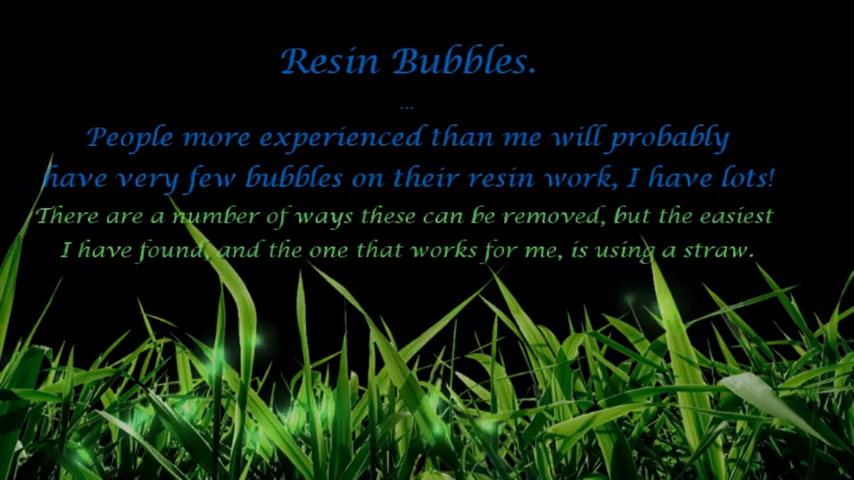 Resin Bubbles.
...
People more experienced than me will probably
have very few bubbles on their resin work, I have lots!
There are a number of ways these can be removed, but the easiest
I have found, and the one that works for me, is using a straw.